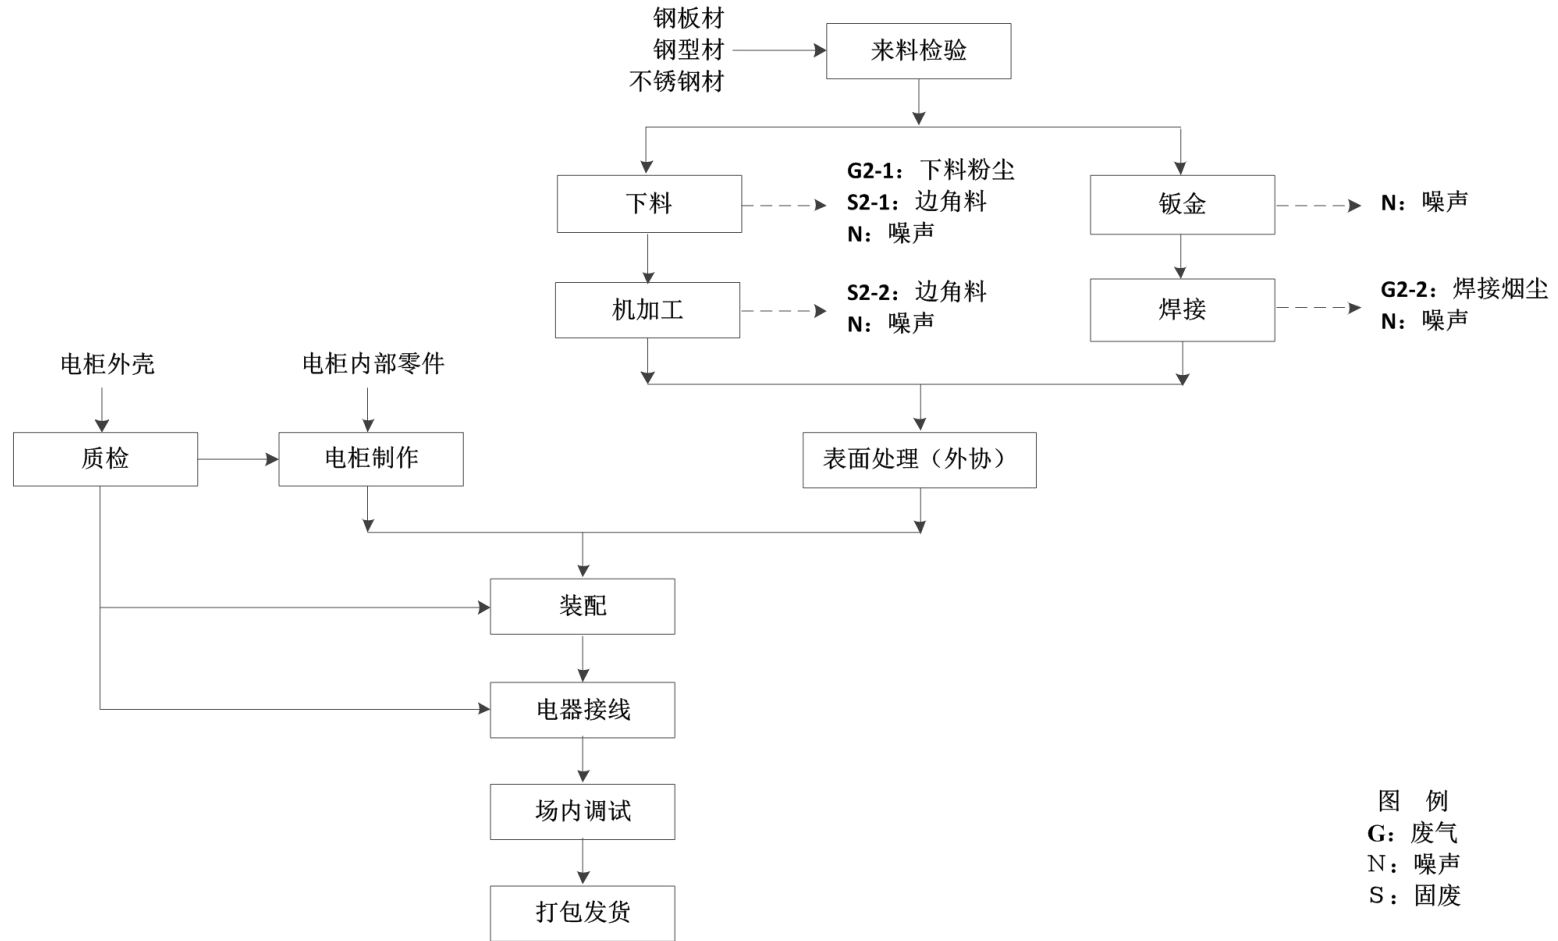 钢板材
钢型材
不锈钢材
来料检验
下料
G2-1：下料粉尘
S2-1：边角料
N：噪声
钣金
N：噪声
机加工
S2-2：边角料
N：噪声
焊接
G2-2：焊接烟尘
N：噪声
电柜外壳
电柜内部零件
质检
电柜制作
表面处理（外协）
装配
电器接线
场内调试
打包发货
图 例
G：废气
N：噪声
S：固废